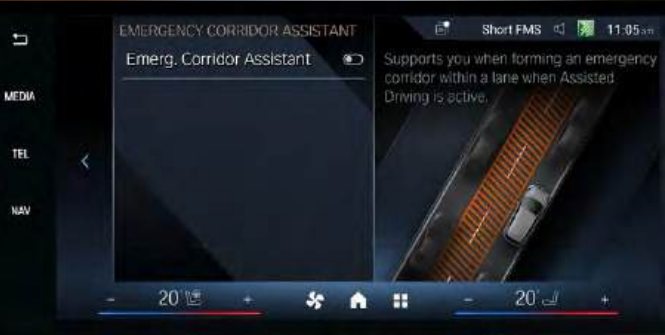 EMERGENCY CORRIDOR ASSISTANT
Short FMS 11:05 am
Emerg. Corridor Assistant
Supports you when forming an emergency
corridor within a lane when Assisted
Driving is active.
MEDIA
TEL
NAV
- 20° + - 20° +